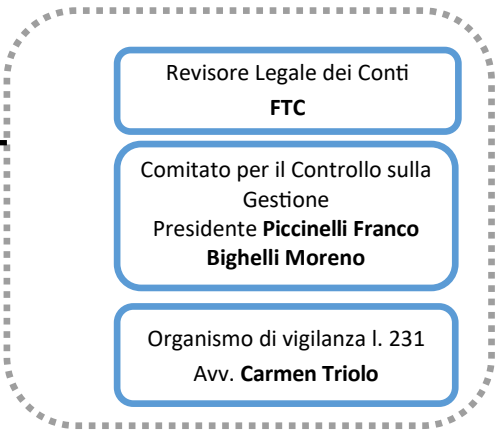 Revisore Legale dei Conti
FTC
Comitato per il Controllo sulla
Gestione
Presidente Piccinelli Franco
Bighelli Moreno
Organismo di vigilanza l. 231
Avv. Carmen Triolo